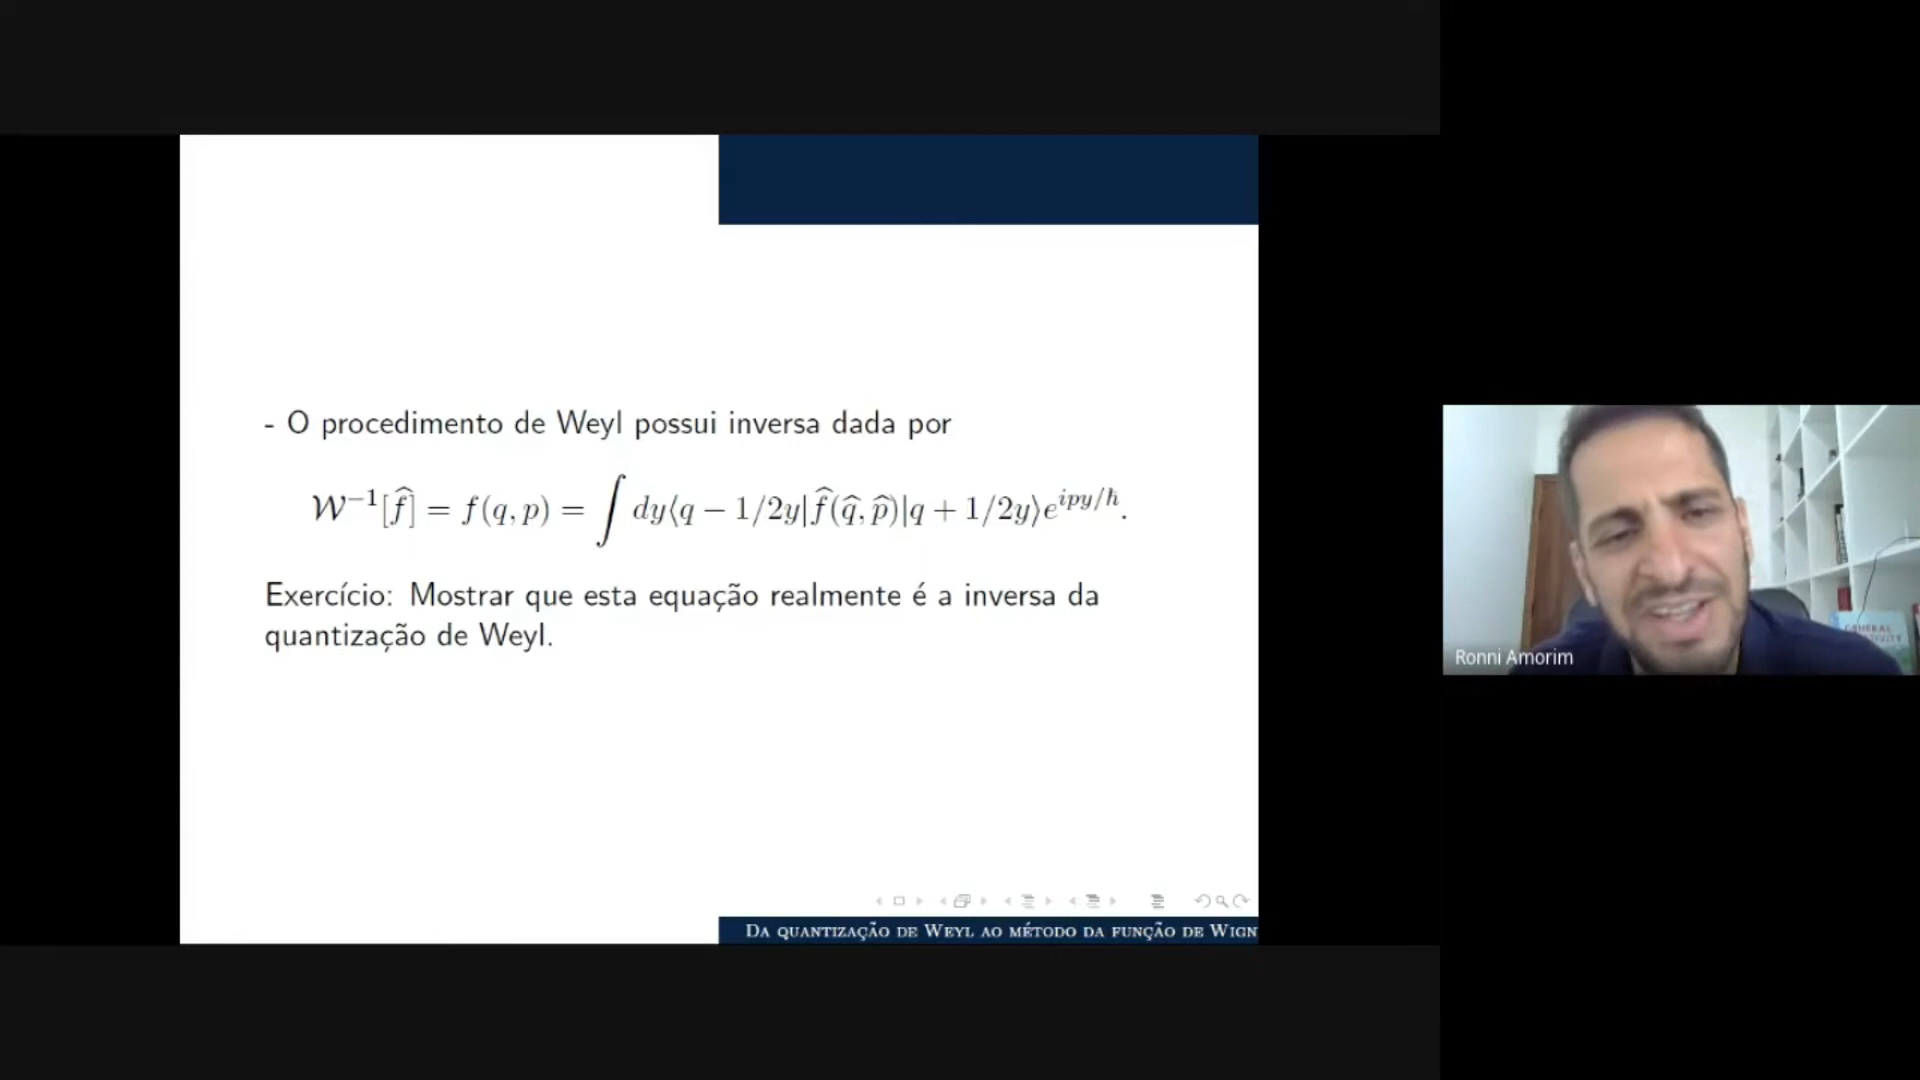 - O procedimento de Weyl possui inversa dada por
𝒲⁻¹[f̂] = f(q, p) = ∫ dy⟨q − 1/2y|f̂(q̂, p̂)|q + 1/2y⟩e^{ipy/ħ}.
Exercício: Mostrar que esta equação realmente é a inversa da
quantização de Weyl.
Da quantização de Weyl ao método da função de Wign
Ronni Amorim
GENERAL